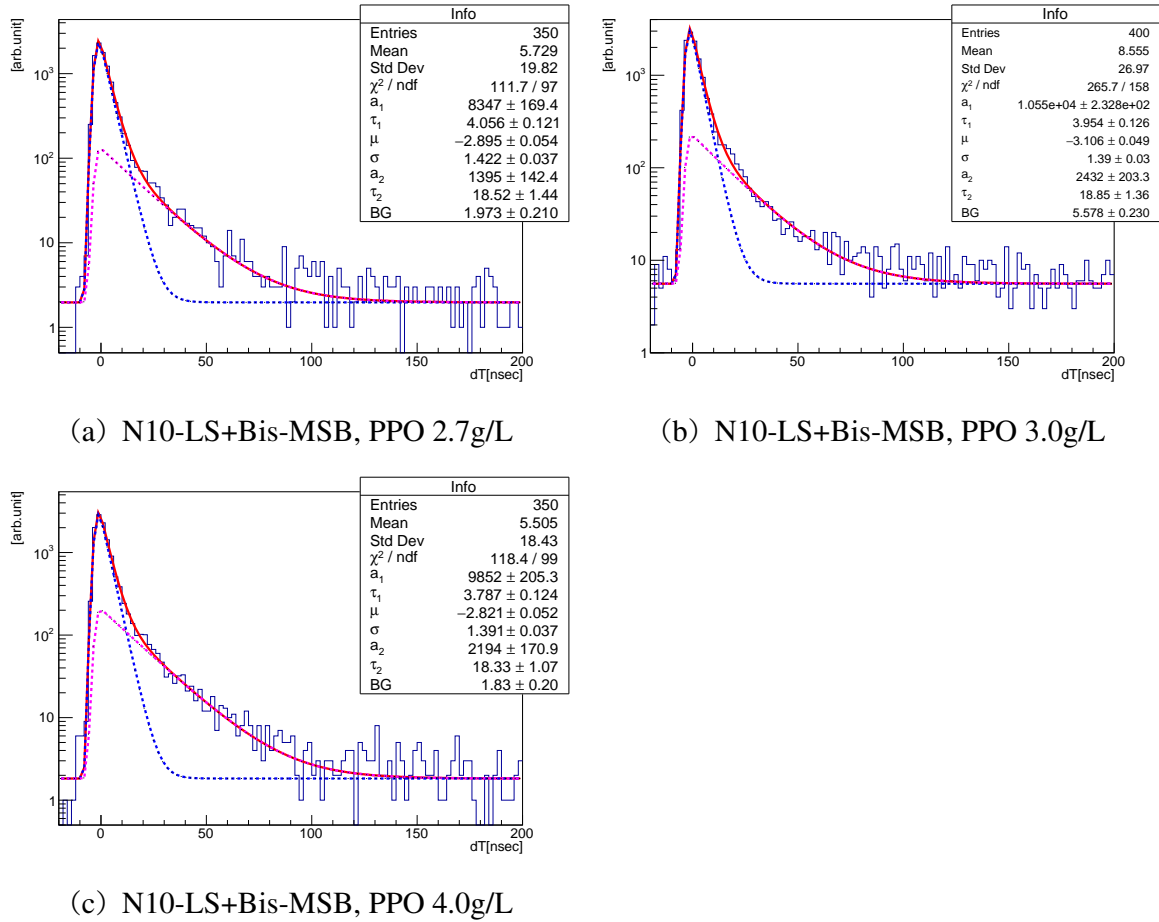 [arb.unit]
10³
10²
10
1
0 50 100 150 200
dT[nsec]
Info
Entries 350
Mean 5.729
Std Dev 19.82
χ² / ndf 111.7 / 97
a₁ 8347 ± 169.4
τ₁ 4.056 ± 0.121
μ −2.895 ± 0.054
σ 1.422 ± 0.037
a₂ 1395 ± 142.4
τ₂ 18.52 ± 1.44
BG 1.973 ± 0.210
(a) N10-LS+Bis-MSB, PPO 2.7g/L
[arb.unit]
10³
10²
10
1
0 50 100 150 200
dT[nsec]
Info
Entries 400
Mean 8.555
Std Dev 26.97
χ² / ndf 265.7 / 158
a₁ 1.055e+04 ± 2.328e+02
τ₁ 3.954 ± 0.126
μ −3.106 ± 0.049
σ 1.39 ± 0.03
a₂ 2432 ± 203.3
τ₂ 18.85 ± 1.36
BG 5.578 ± 0.230
(b) N10-LS+Bis-MSB, PPO 3.0g/L
[arb.unit]
10³
10²
10
1
0 50 100 150 200
dT[nsec]
Info
Entries 350
Mean 5.505
Std Dev 18.43
χ² / ndf 118.4 / 99
a₁ 9852 ± 205.3
τ₁ 3.787 ± 0.124
μ −2.821 ± 0.052
σ 1.391 ± 0.037
a₂ 2194 ± 170.9
τ₂ 18.33 ± 1.07
BG 1.83 ± 0.20
(c) N10-LS+Bis-MSB, PPO 4.0g/L